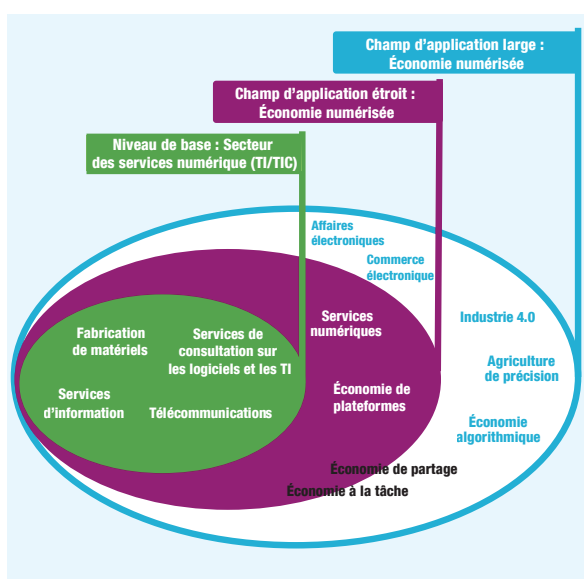 Champ d'application large :
Économie numérisée
Champ d'application étroit :
Économie numérisée
Niveau de base : Secteur
des services numérique (TI/TIC)
Affaires
électroniques
Commerce
électronique
Services
numériques
Industrie 4.0
Fabrication
de matériels
Services de
consultation sur
les logiciels et les TI
Agriculture
de précision
Services
d'information
Télécommunications
Économie de
plateformes
Économie
algorithmique
Économie de partage
Économie à la tâche